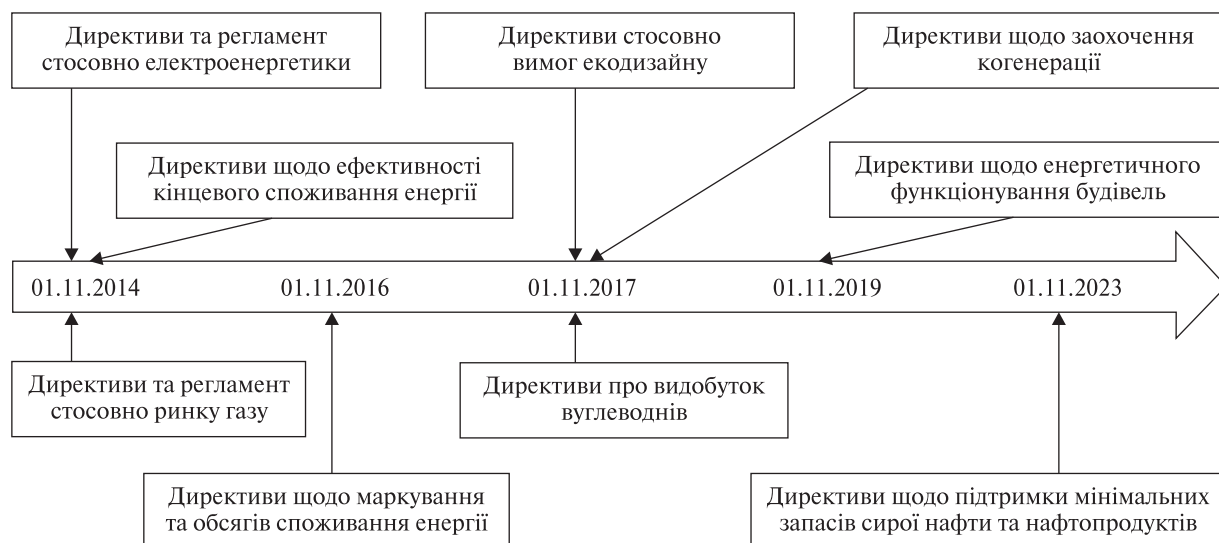 Директиви та регламент
стосовно електроенергетики
Директиви стосовно
вимог екодизайну
Директиви щодо заохочення
когенерації
Директиви щодо ефективності
кінцевого споживання енергії
Директиви щодо енергетичного
функціонування будівель
01.11.2014
01.11.2016
01.11.2017
01.11.2019
01.11.2023
Директиви та регламент
стосовно ринку газу
Директиви про видобуток
вуглеводнів
Директиви щодо маркування
та обсягів споживання енергії
Директиви щодо підтримки мінімальних
запасів сирої нафти та нафтопродуктів